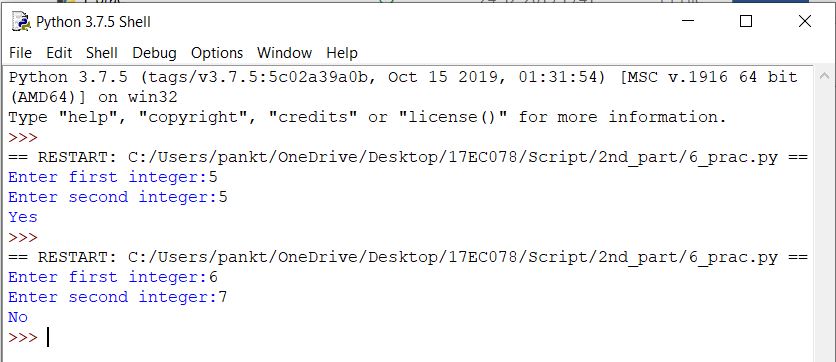 Python 3.7.5 Shell
File Edit Shell Debug Options Window Help
Python 3.7.5 (tags/v3.7.5:5c02a39a0b, Oct 15 2019, 01:31:54) [MSC v.1916 64 bit
(AMD64)] on win32
Type "help", "copyright", "credits" or "license()" for more information.
>>>
== RESTART: C:/Users/pankt/OneDrive/Desktop/17EC078/Script/2nd_part/6_prac.py ==
Enter first integer:5
Enter second integer:5
Yes
>>>
== RESTART: C:/Users/pankt/OneDrive/Desktop/17EC078/Script/2nd_part/6_prac.py ==
Enter first integer:6
Enter second integer:7
No
>>>